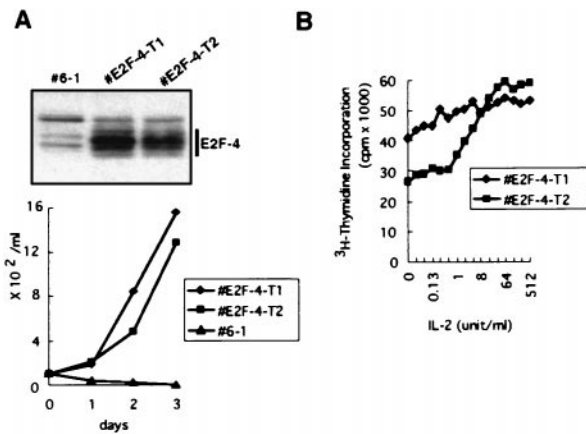 A
#6-1
#E2F-4-T1
#E2F-4-T2
E2F-4
16
12
8
4
0
X 10 2 /ml
0 1 2 3
days
#E2F-4-T1
#E2F-4-T2
#6-1
B
60
50
40
30
20
10
0
3H-Thymidine Incorporation
(cpm x 1000)
0 0.13 1 8 64 512
IL-2 (unit/ml)
#E2F-4-T1
#E2F-4-T2